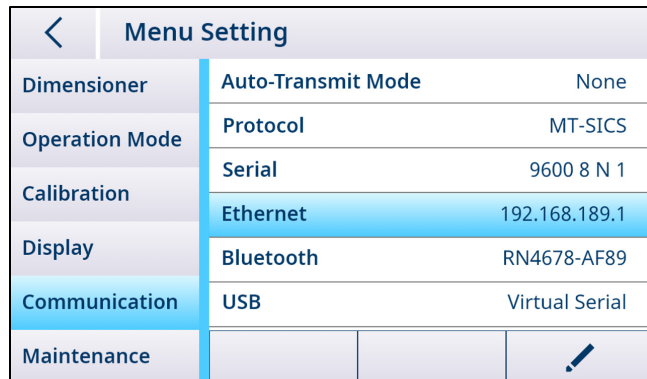 Menu Setting
Dimensioner
Operation Mode
Calibration
Display
Communication
Maintenance
Auto-Transmit Mode None
Protocol MT-SICS
Serial 9600 8 N 1
Ethernet 192.168.189.1
Bluetooth RN4678-AF89
USB Virtual Serial